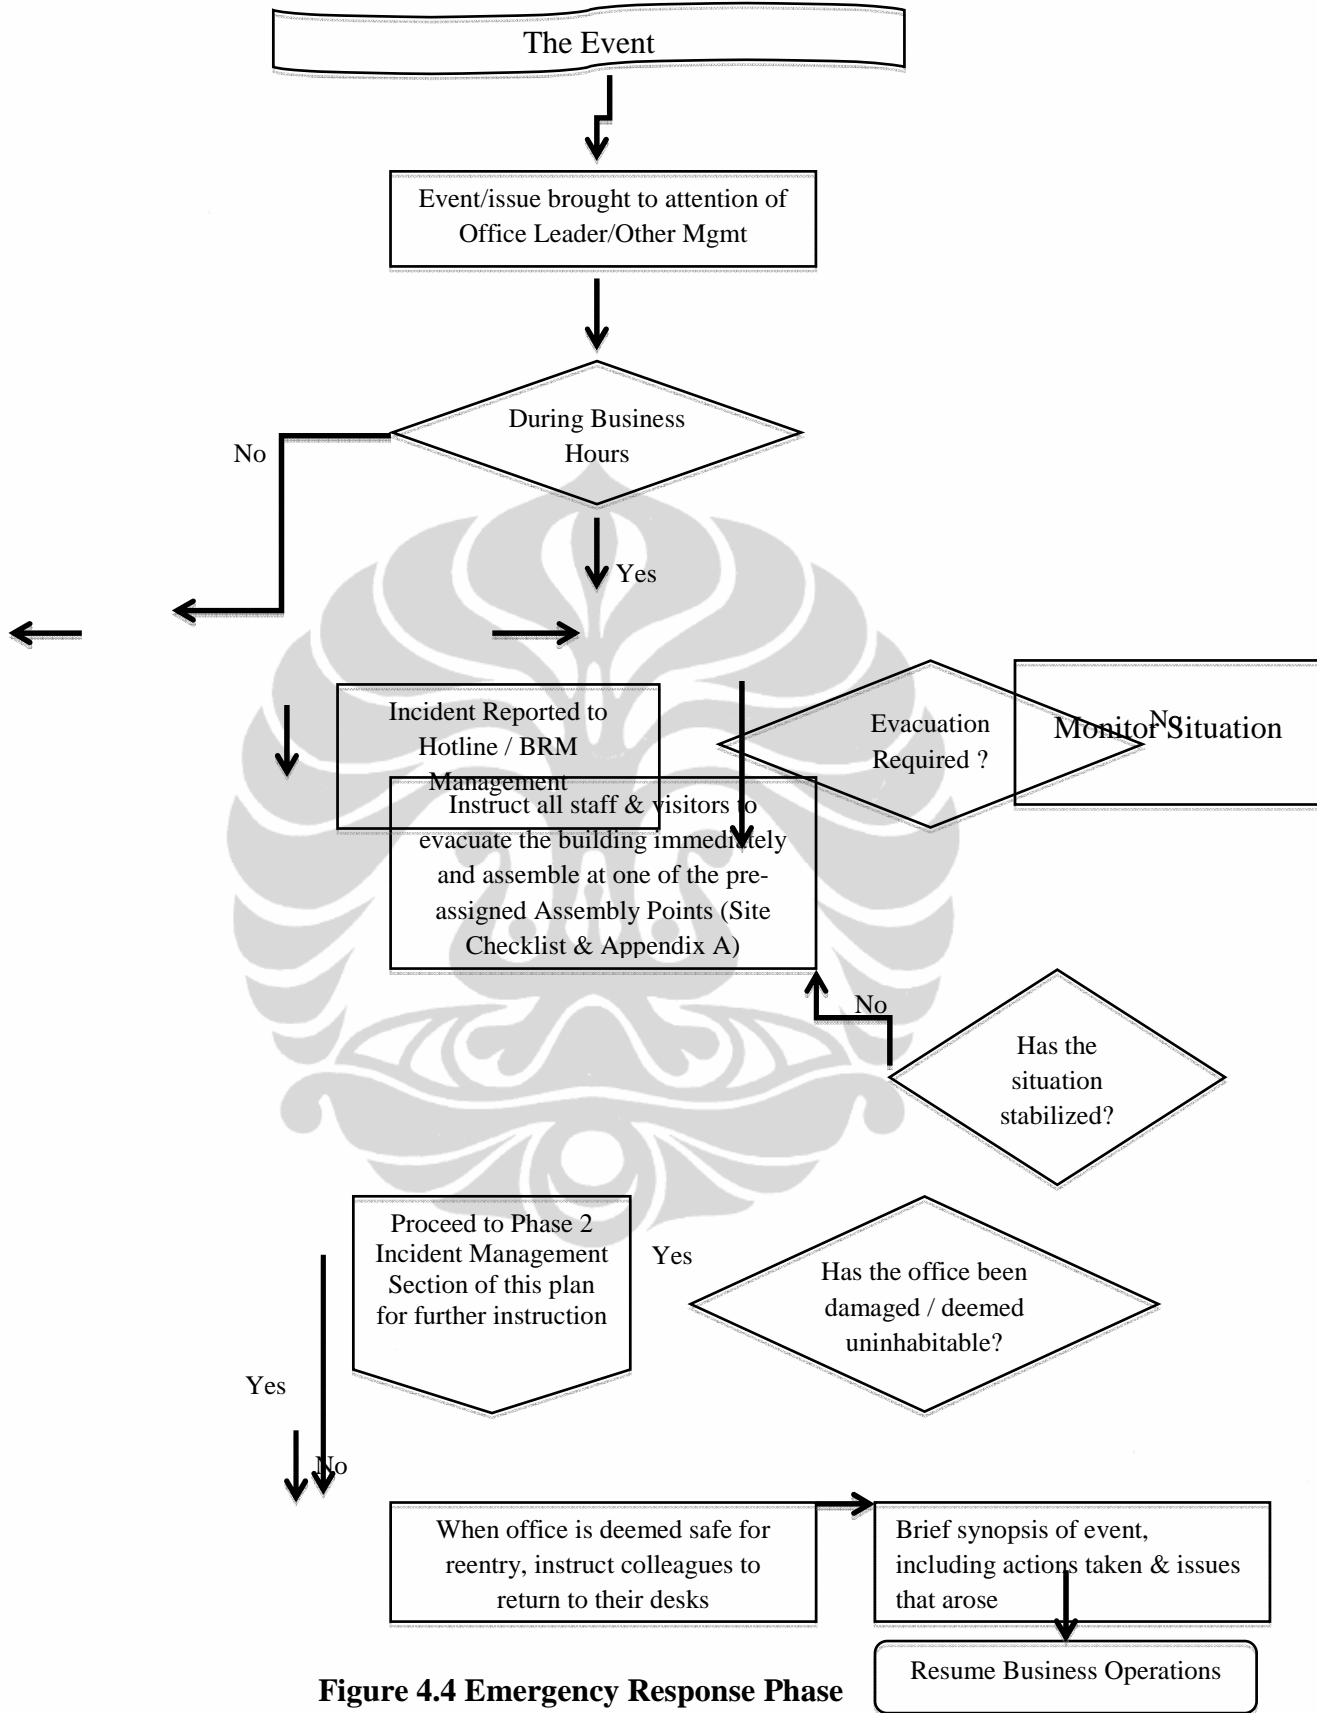 The Event
Event/issue brought to attention of
Office Leader/Other Mgmt
During Business
Hours
No
Yes
Incident Reported to
Hotline / BRM
Management
Evacuation
Required ?
No
Monitor Situation
Instruct all staff & visitors to
evacuate the building immediately
and assemble at one of the pre-
assigned Assembly Points (Site
Checklist & Appendix A)
No
Has the
situation
stabilized?
Proceed to Phase 2
Incident Management
Section of this plan
for further instruction
Yes
Has the office been
damaged / deemed
uninhabitable?
Yes
No
When office is deemed safe for
reentry, instruct colleagues to
return to their desks
Brief synopsis of event,
including actions taken & issues
that arose
Resume Business Operations
Figure 4.4 Emergency Response Phase